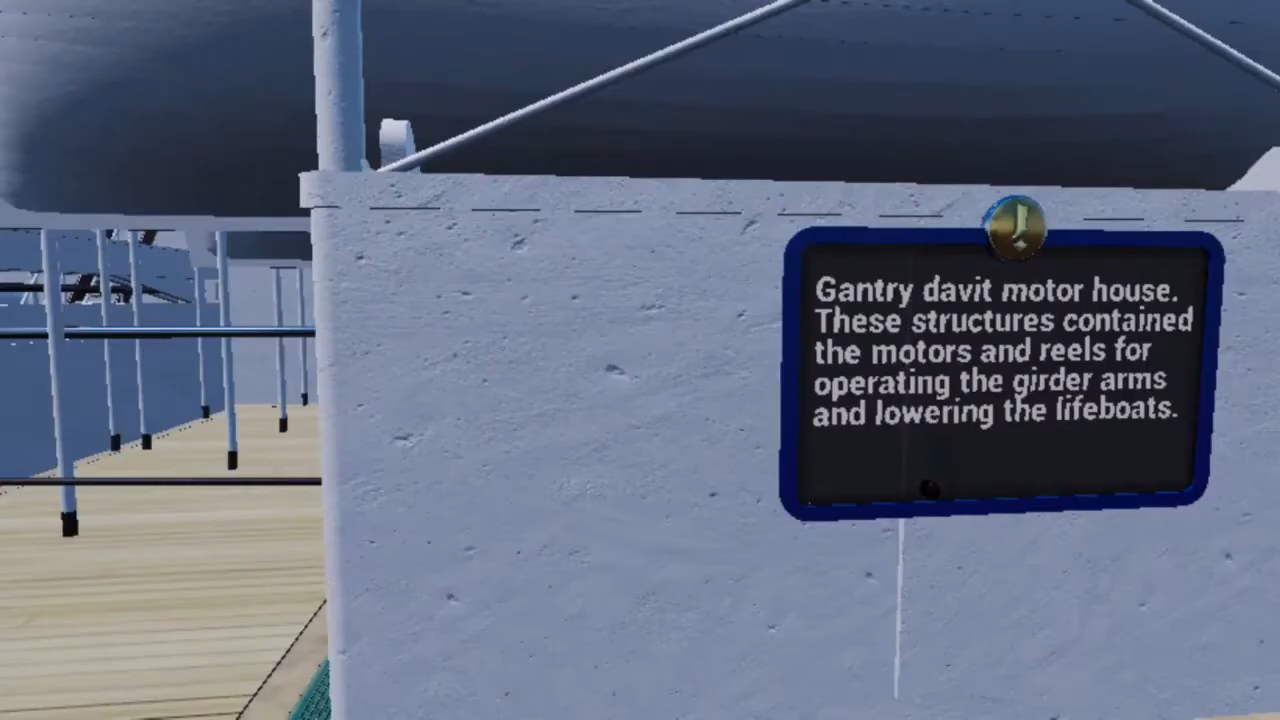 Gantry davit motor house.
These structures contained
the motors and reels for
operating the girder arms
and lowering the lifeboats.